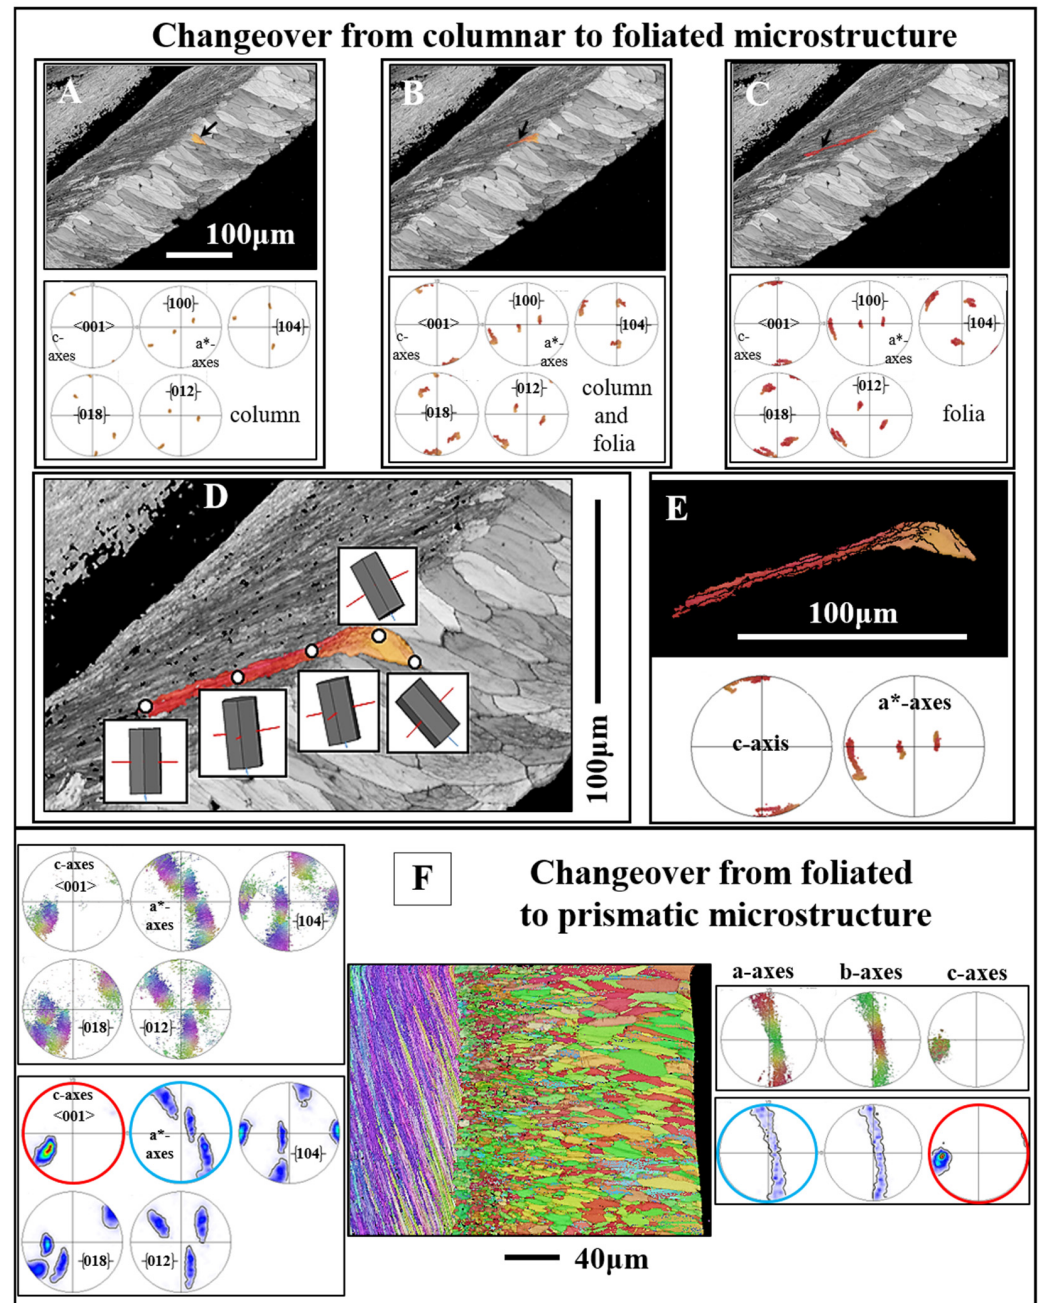 Changeover from columnar to foliated microstructure
A
100µm
<001>
c-
axes
{100}
a*-
axes
{104}
{018}
{012}
column
B
<001>
c-
axes
{100}
a*-
axes
{104}
{018}
{012}
column
and
folia
C
<001>
c-
axes
{100}
a*-
axes
{104}
{018}
{012}
folia
D
100µm
E
100µm
c-axis
a*-axes
F
Changeover from foliated
to prismatic microstructure
c-axes
<001>
a*-
axes
{104}
{018}
{012}
c-axes
<001>
a*-
axes
{104}
{018}
{012}
40µm
a-axes
b-axes
c-axes